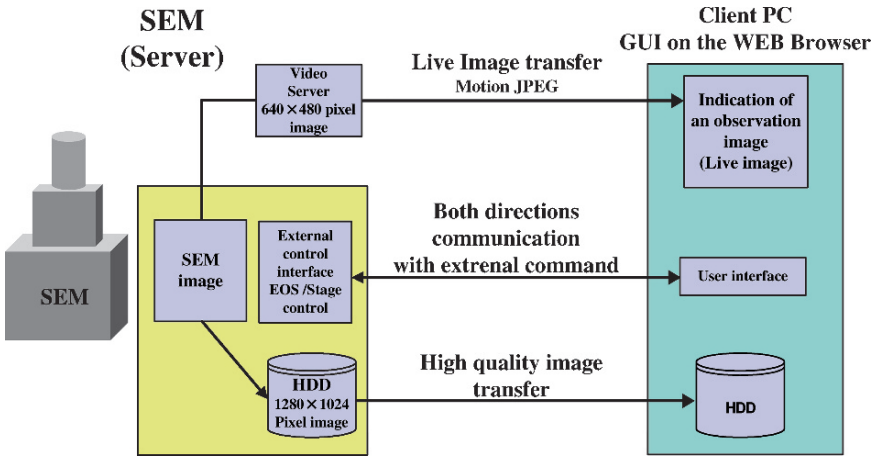 SEM
(Server)
Client PC
GUI on the WEB Browser
Video
Server
640×480 pixel
image
Live Image transfer
Motion JPEG
Indication of
an observation
image
(Live image)
SEM
SEM
image
External
control
interface
EOS /Stage
control
Both directions
communication
with extrenal command
User interface
HDD
1280×1024
Pixel image
High quality image
transfer
HDD